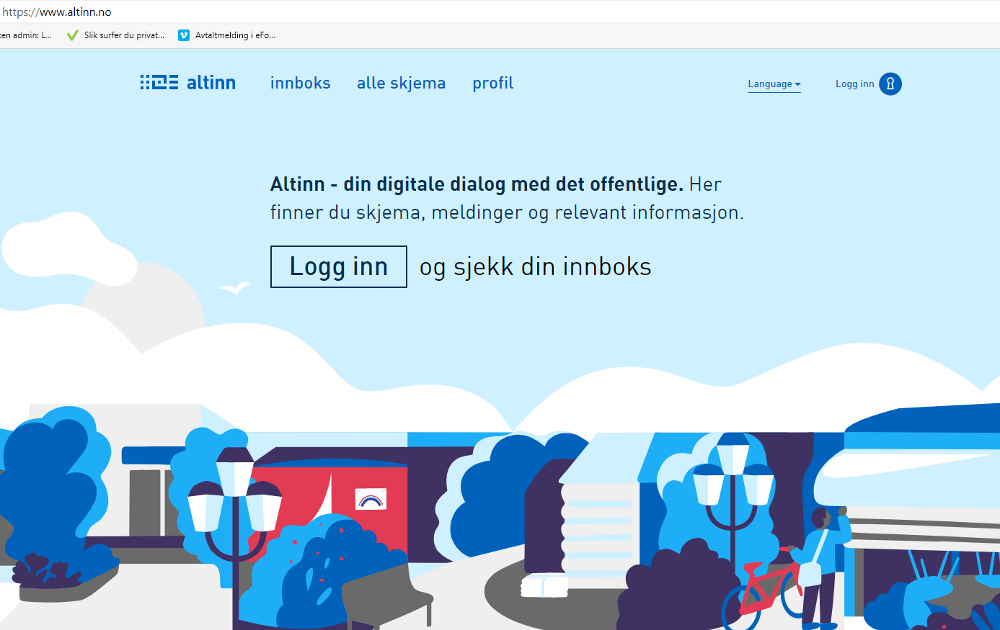 https://www.altinn.no
ten admin: L... Slik surfer du privat... Avtaltmelding i eFo...
altinn innboks alle skjema profil Language Logg inn
Altinn - din digitale dialog med det offentlige. Her
finner du skjema, meldinger og relevant informasjon.
Logg inn og sjekk din innboks